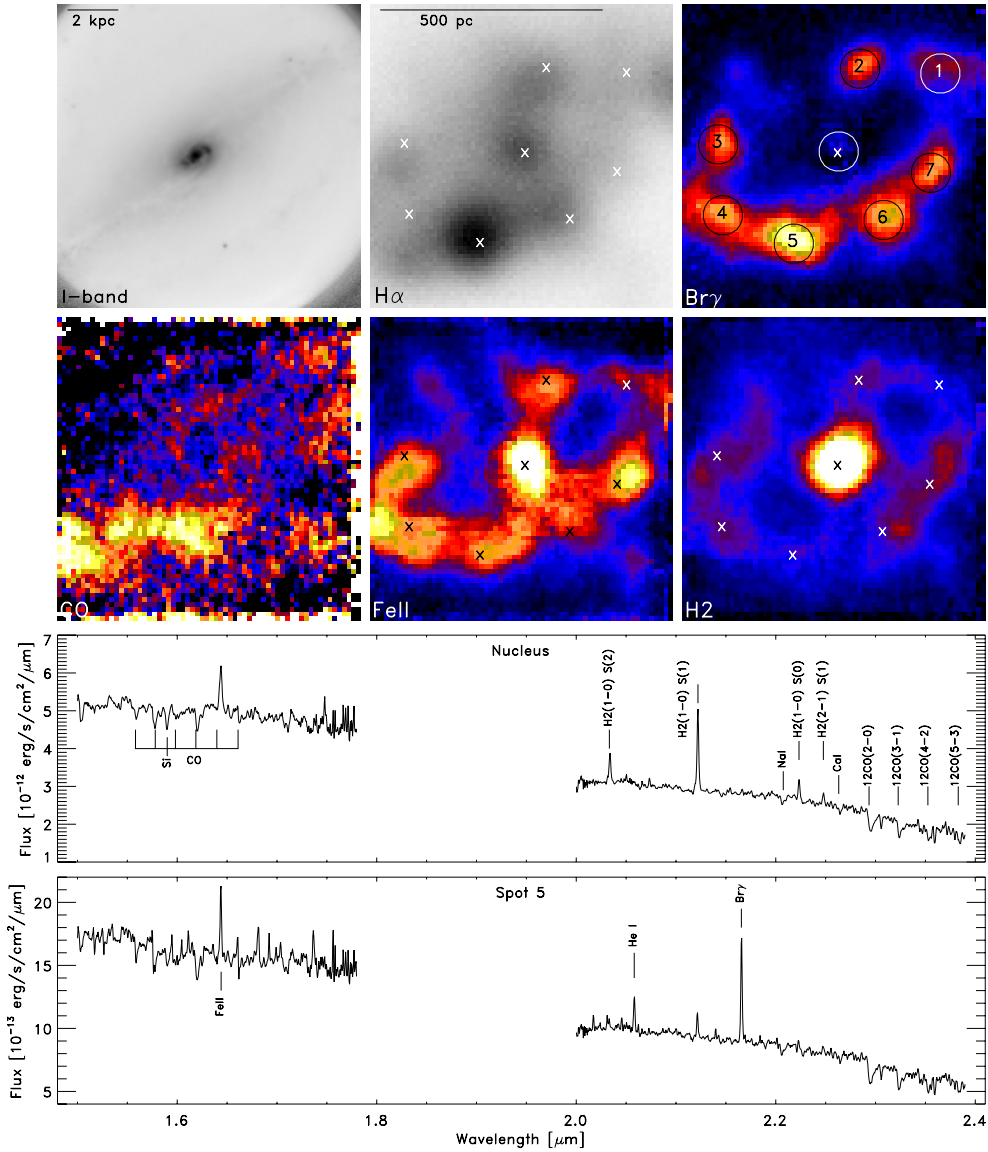 2 kpc
I-band
500 pc
Hα
1
2
3
4
5
6
7
Brγ
CO
FeII
H2
Nucleus
Flux [10⁻¹² erg/s/cm²/μm]
7
6
5
4
3
2
1
Si
CO
H2(1-0) S(2)
H2(1-0) S(1)
NaI
H2(1-0) S(0)
H2(2-1) S(1)
CaI
12CO(2-0)
12CO(3-1)
12CO(4-2)
12CO(5-3)
Spot 5
Flux [10⁻¹³ erg/s/cm²/μm]
20
15
10
5
FeII
He I
Brγ
1.6 1.8 2.0 2.2 2.4
Wavelength [μm]